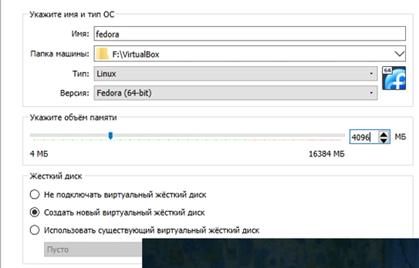 Укажите имя и тип ОС
Имя: fedora
Папка машины: F:\VirtualBox
Тип: Linux
64
Версия: Fedora (64-bit)
Укажите объём памяти
4096 МБ
4 МБ 16384 МБ
Жесткий диск
Не подключать виртуальный жёсткий диск
Создать новый виртуальный жёсткий диск
Использовать существующий виртуальный жёсткий диск
Пусто